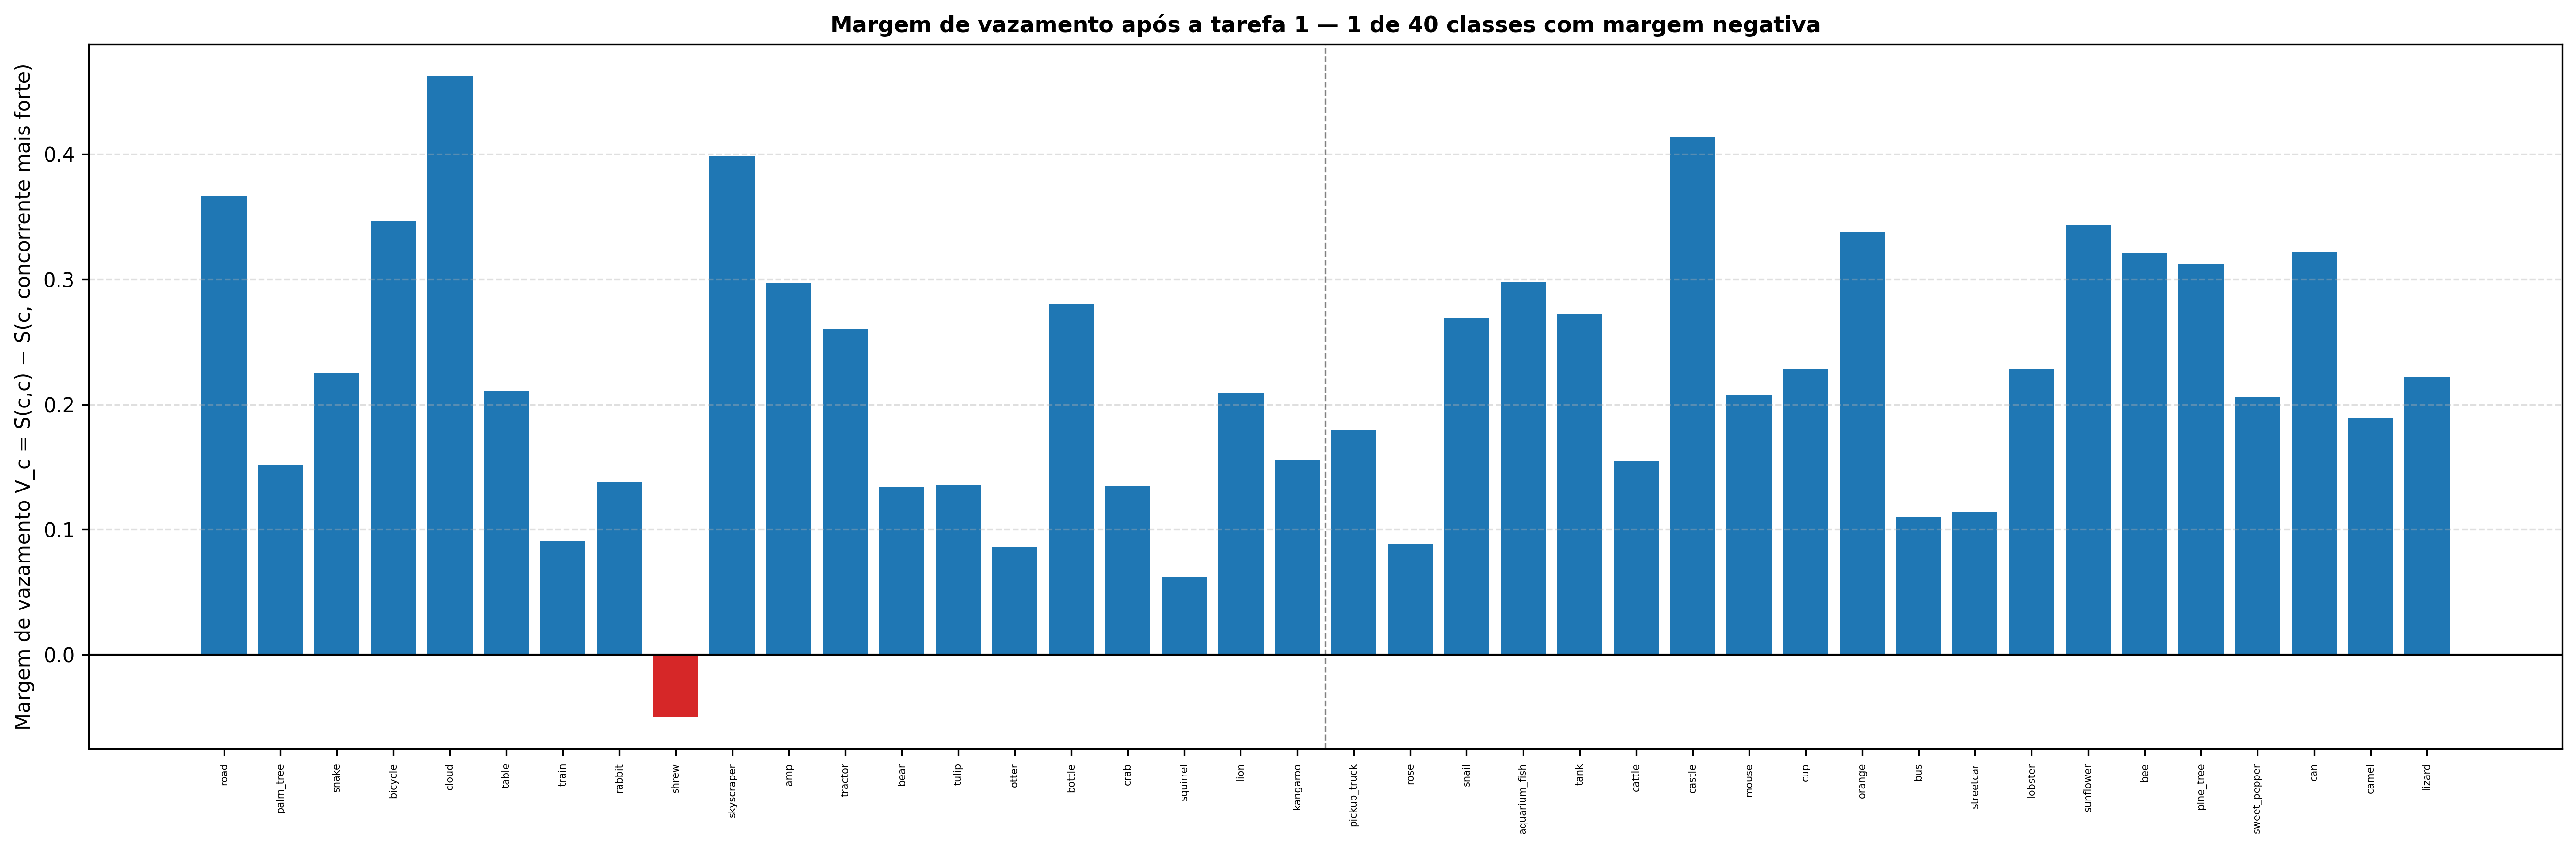 Margem de vazamento após a tarefa 1 — 1 de 40 classes com margem negativa
Margem de vazamento V_c = S(c,c) − S(c, concorrente mais forte)
0.4
0.3
0.2
0.1
0.0
road
palm_tree
snake
bicycle
cloud
table
train
rabbit
shrew
skyscraper
lamp
tractor
bear
tulip
otter
bottle
crab
squirrel
lion
kangaroo
pickup_truck
rose
snail
aquarium_fish
tank
cattle
castle
mouse
cup
orange
bus
streetcar
lobster
sunflower
bee
pine_tree
sweet_pepper
can
camel
lizard